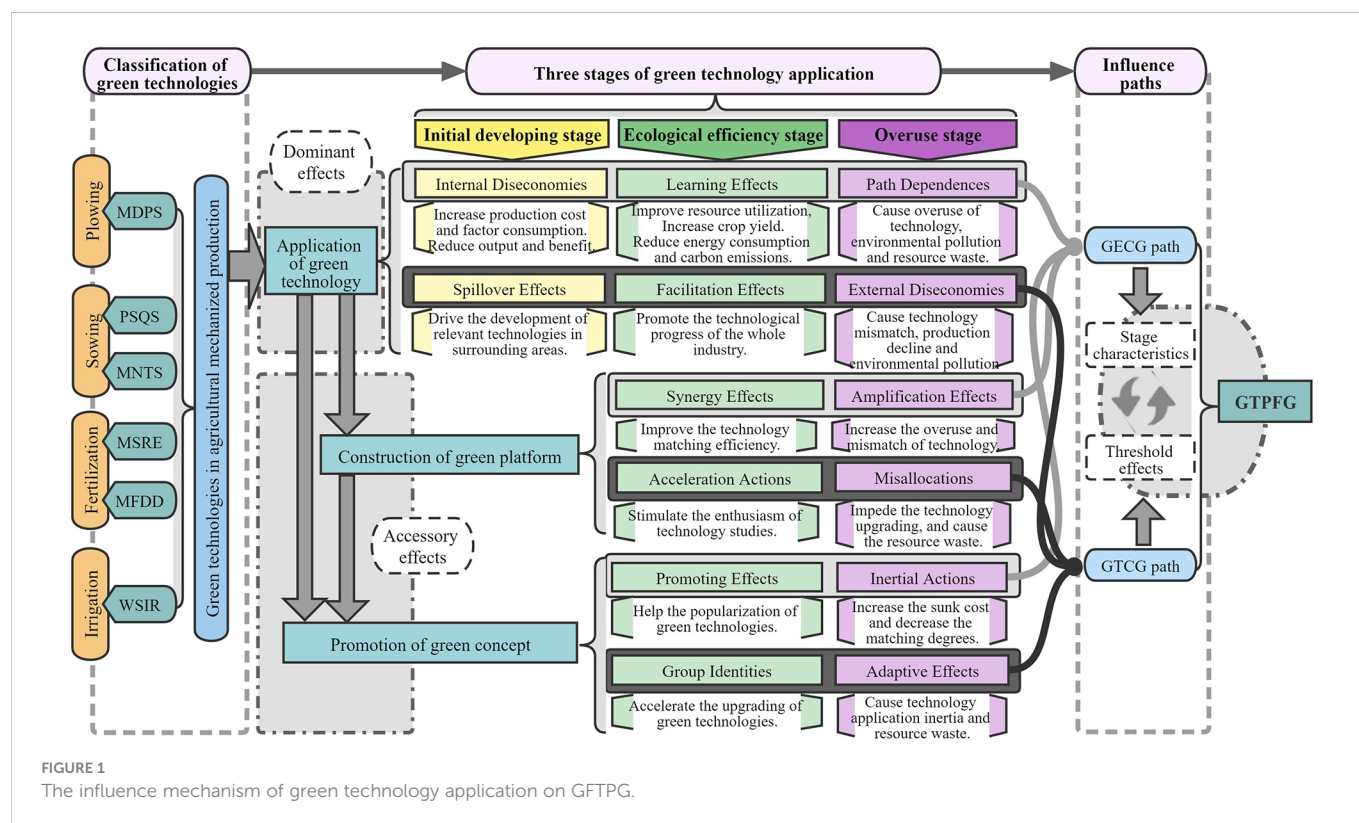 Classification of
green technologies
Three stages of green technology application
Influence
paths
Initial developing stage
Ecological efficiency stage
Overuse stage
Dominant
effects
Plowing
MDPS
Sowing
PSQS
MNTS
Fertilization
MSRE
MFDD
Irrigation
WSIR
Green technologies in agricultural mechanized production
Application
of green
technology
Internal Diseconomies
Learning Effects
Path Dependences
Increase production cost
and factor consumption.
Reduce output and benefit.
Improve resource utilization,
Increase crop yield.
Reduce energy consumption
and carbon emissions.
Cause overuse of
technology,
environmental pollution
and resource waste.
Spillover Effects
Facilitation Effects
External Diseconomies
Drive the development of
relevant technologies in
surrounding areas.
Promote the technological
progress of the whole
industry.
Cause technology
mismatch, production
decline and
environmental pollution
Construction of green platform
Synergy Effects
Amplification Effects
Improve the technology
matching efficiency.
Increase the overuse and
mismatch of technology.
Acceleration Actions
Misallocations
Stimulate the enthusiasm of
technology studies.
Impede the technology
upgrading, and cause
the resource waste.
Accessory
effects
Promotion of green concept
Promoting Effects
Inertial Actions
Help the popularization of
green technologies.
Increase the sunk cost
and decrease the
matching degrees.
Group Identities
Adaptive Effects
Accelerate the upgrading of
green technologies.
Cause technology
application inertia and
resource waste.
GECG path
Stage
characteristics
Threshold
effects
GTCG path
GTPFG
FIGURE 1
The influence mechanism of green technology application on GFTPG.